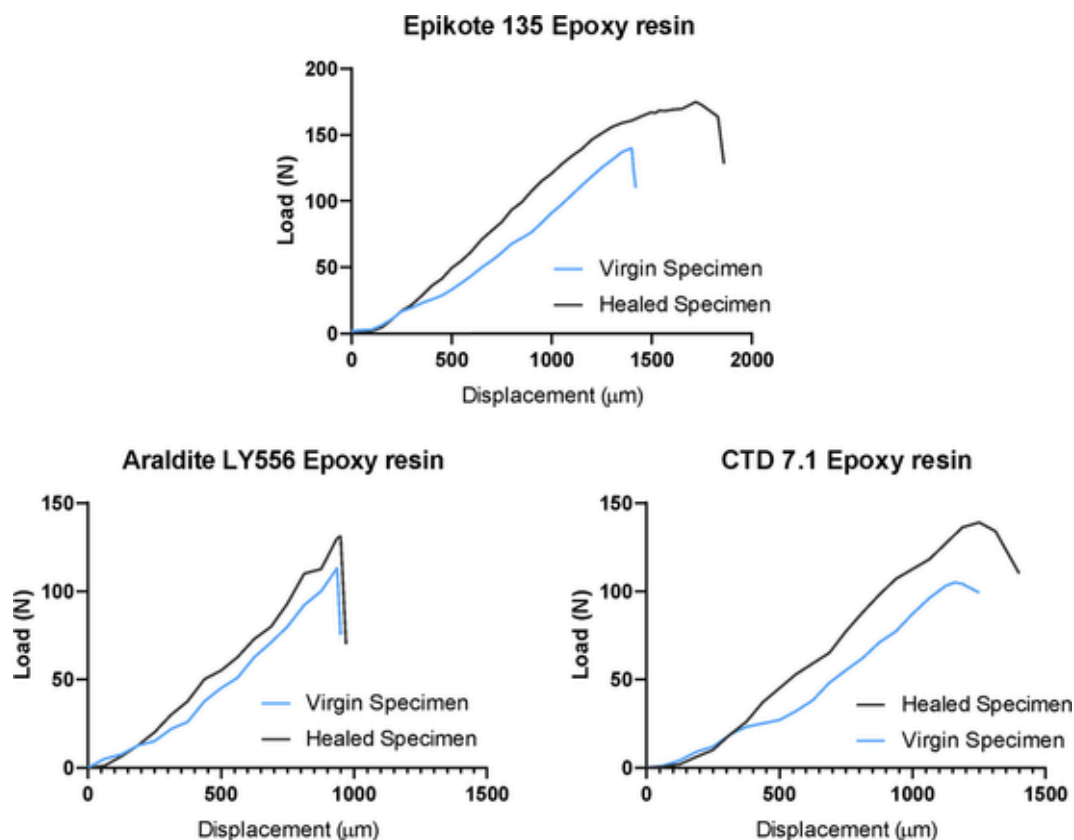 Epikote 135 Epoxy resin
200
150
100
50
0
Load (N)
Virgin Specimen
Healed Specimen
0 500 1000 1500 2000
Displacement (μm)
Araldite LY556 Epoxy resin
150
100
50
0
Load (N)
Virgin Specimen
Healed Specimen
0 500 1000 1500
Displacement (μm)
CTD 7.1 Epoxy resin
150
100
50
0
Load (N)
Healed Specimen
Virgin Specimen
0 500 1000 1500
Displacement (μm)